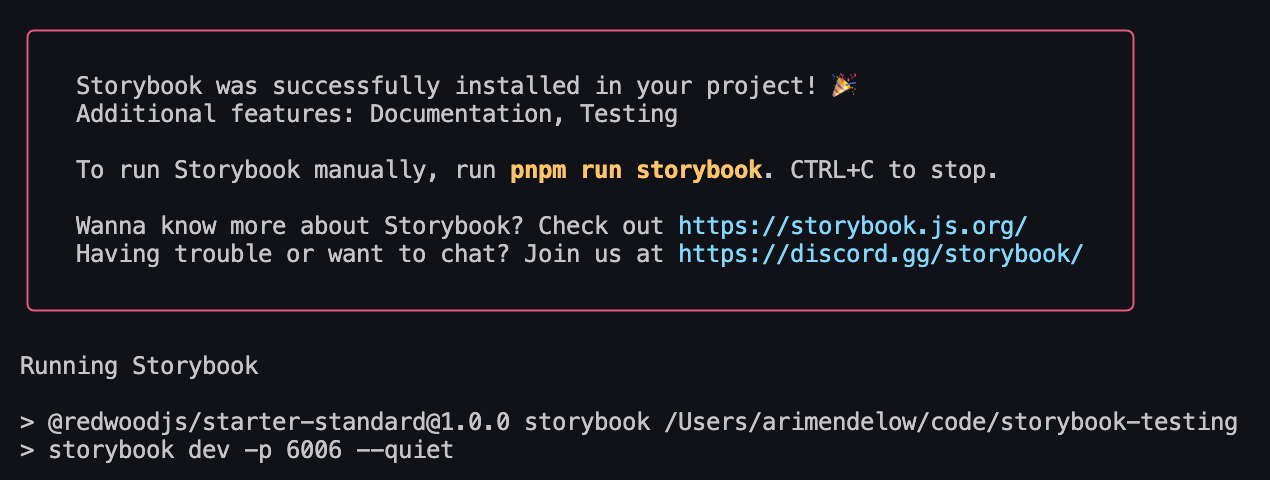 Storybook was successfully installed in your project! 🎉
Additional features: Documentation, Testing
To run Storybook manually, run pnpm run storybook. CTRL+C to stop.
Wanna know more about Storybook? Check out https://storybook.js.org/
Having trouble or want to chat? Join us at https://discord.gg/storybook/
Running Storybook
> @redwoodjs/starter-standard@1.0.0 storybook /Users/arimendelow/code/storybook-testing
> storybook dev -p 6006 --quiet